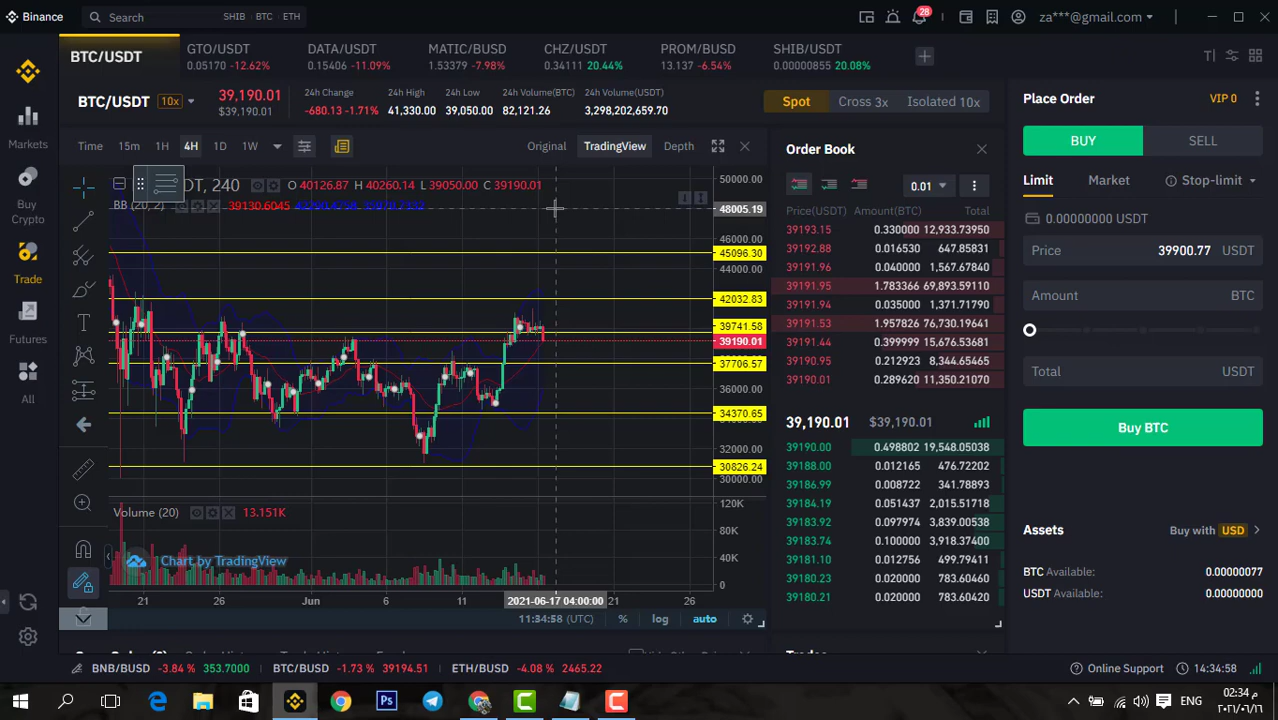 Binance
Search
SHIB · BTC · ETH
28
za***@gmail.com
BTC/USDT
GTO/USDT
0.05170 -12.62%
DATA/USDT
0.15406 -11.09%
MATIC/BUSD
1.53379 -7.98%
CHZ/USDT
0.34111 20.44%
PROM/BUSD
13.137 -6.54%
SHIB/USDT
0.00000855 20.08%
BTC/USDT 10x
39,190.01
$39,190.01
24h Change
-680.13 -1.71%
24h High
41,330.00
24h Low
39,050.00
24h Volume(BTC)
82,121.26
24h Volume(USDT)
3,298,202,659.70
Spot
Cross 3x
Isolated 10x
Markets
Buy
Crypto
Trade
Futures
All
Time 15m 1H 4H 1D 1W
Original TradingView Depth
DT, 240 O 40126.87 H 40260.14 L 39050.00 C 39190.01
BB (20, 2) 39130.6045
50000.00
48005.19
46000.00
45096.30
44000.00
42032.83
39741.58
39190.01
37706.57
36000.00
34370.65
32000.00
30826.24
30000.00
Volume (20) 13.151K
120K
80K
40K
0
Chart by TradingView
21 26 Jun 6 11 2021-06-17 04:00:00 21 26
11:34:58 (UTC) % log auto
Order Book
0.01
Price(USDT) Amount(BTC) Total
39193.15 0.330000 12,933.73950
39192.88 0.016530 647.85831
39191.96 0.040000 1,567.67840
39191.95 1.783366 69,893.59110
39191.94 0.035000 1,371.71790
39191.53 1.957826 76,730.19641
39191.44 0.399999 15,676.53681
39190.95 0.212923 8,344.65465
39190.01 0.289620 11,350.21070
39,190.01 $39,190.01
39190.00 0.498802 19,548.05038
39188.00 0.012165 476.72202
39186.99 0.008722 341.78893
39184.19 0.051437 2,015.51718
39183.92 0.097974 3,839.00538
39183.74 0.100000 3,918.37400
39181.10 0.012756 499.79411
39180.23 0.020000 783.60460
39180.21 0.020000 783.60420
Place Order
VIP 0
BUY
SELL
Limit Market Stop-limit
0.00000000 USDT
Price 39900.77 USDT
Amount BTC
Total USDT
Buy BTC
Assets
Buy with USD
BTC Available: 0.00000077
USDT Available: 0.00000000
BNB/BUSD -3.84 % 353.7000
BTC/BUSD -1.73 % 39194.51
ETH/BUSD -4.08 % 2465.22
Online Support
14:34:58
Ps
٠٢:٣٤ م